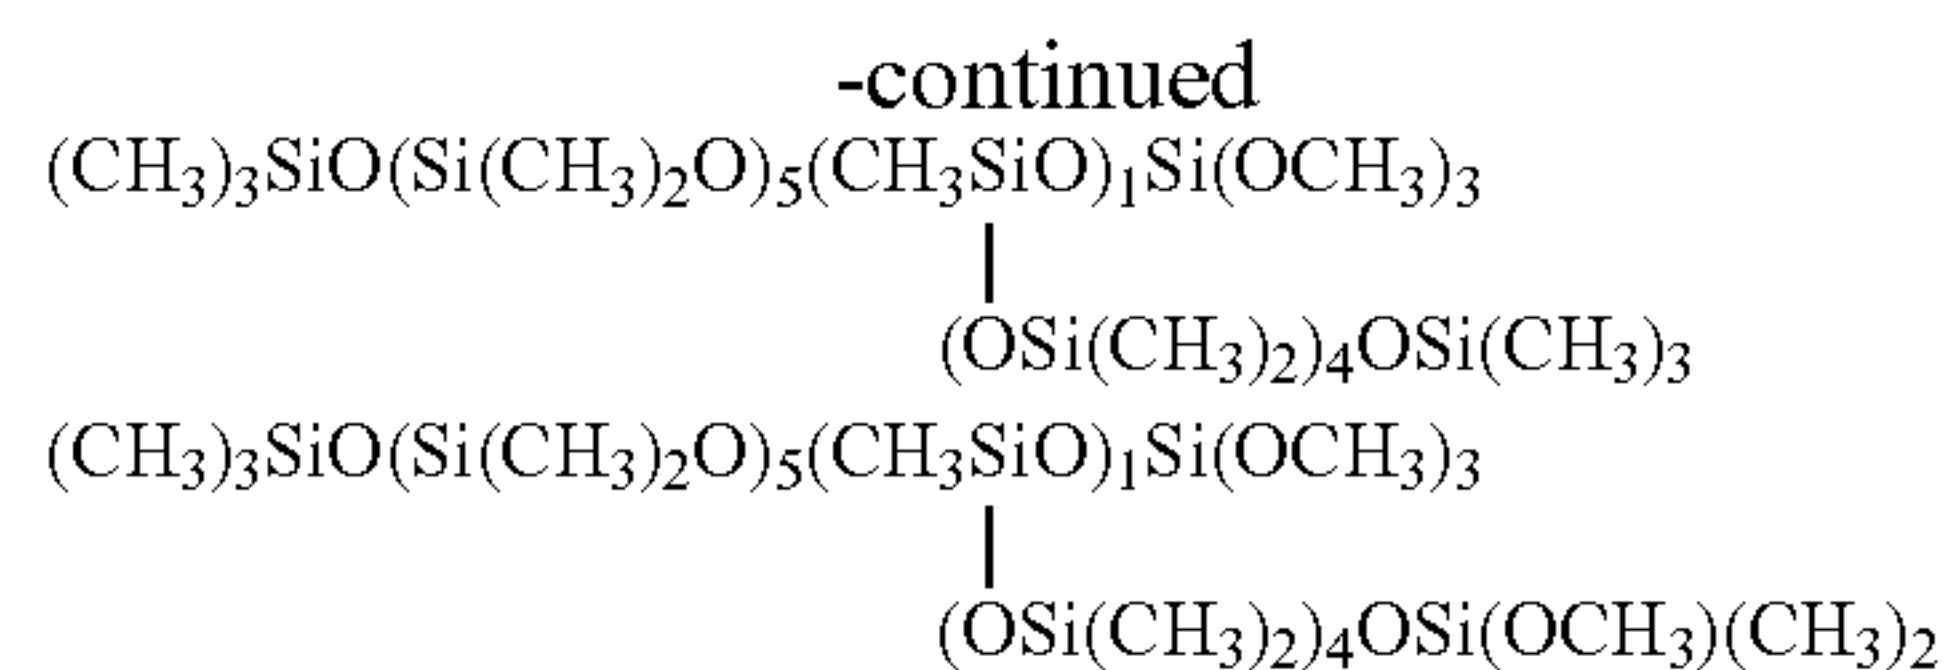 -continued
(CH₃)₃SiO(Si(CH₃)₂O)₅(CH₃SiO)₁Si(OCH₃)₃
(OSi(CH₃)₂)₄OSi(CH₃)₃
(CH₃)₃SiO(Si(CH₃)₂O)₅(CH₃SiO)₁Si(OCH₃)₃
(OSi(CH₃)₂)₄OSi(OCH₃)(CH₃)₂